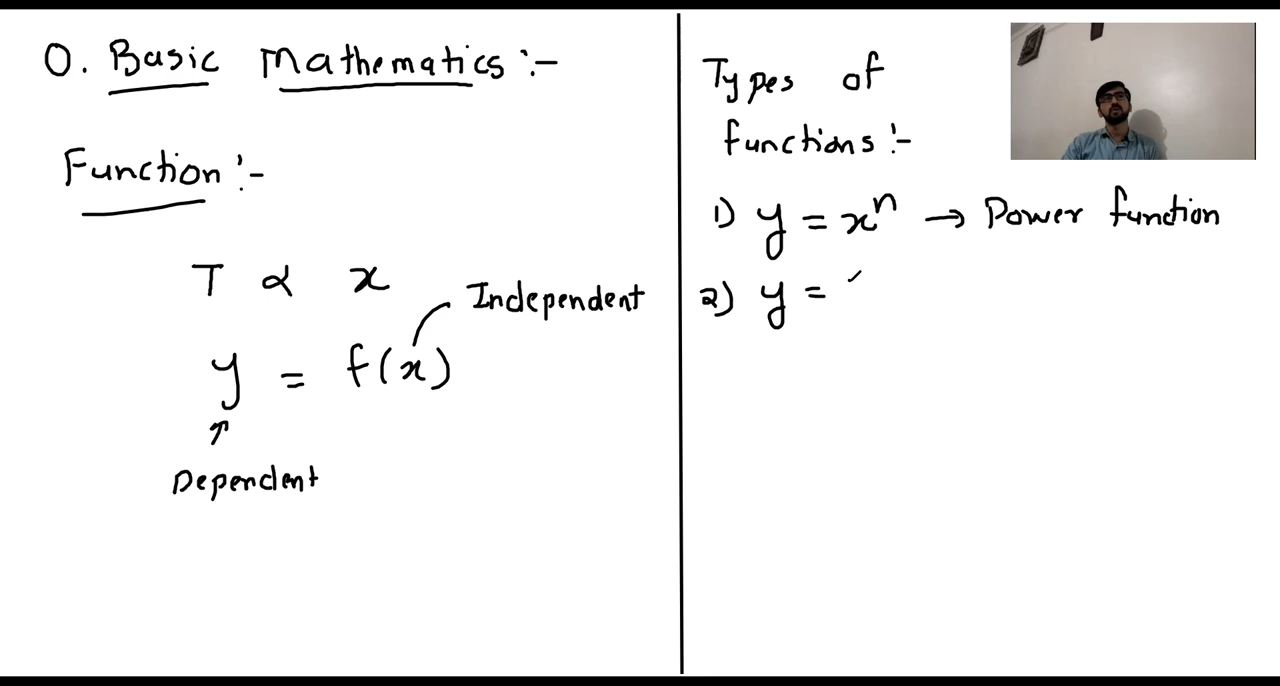 0. Basic Mathematics :-
Function :-
T ∝ x
Independent
y = f(x)
↑
Dependent
Types of
functions :-
1) y = xⁿ → Power function
2) y =